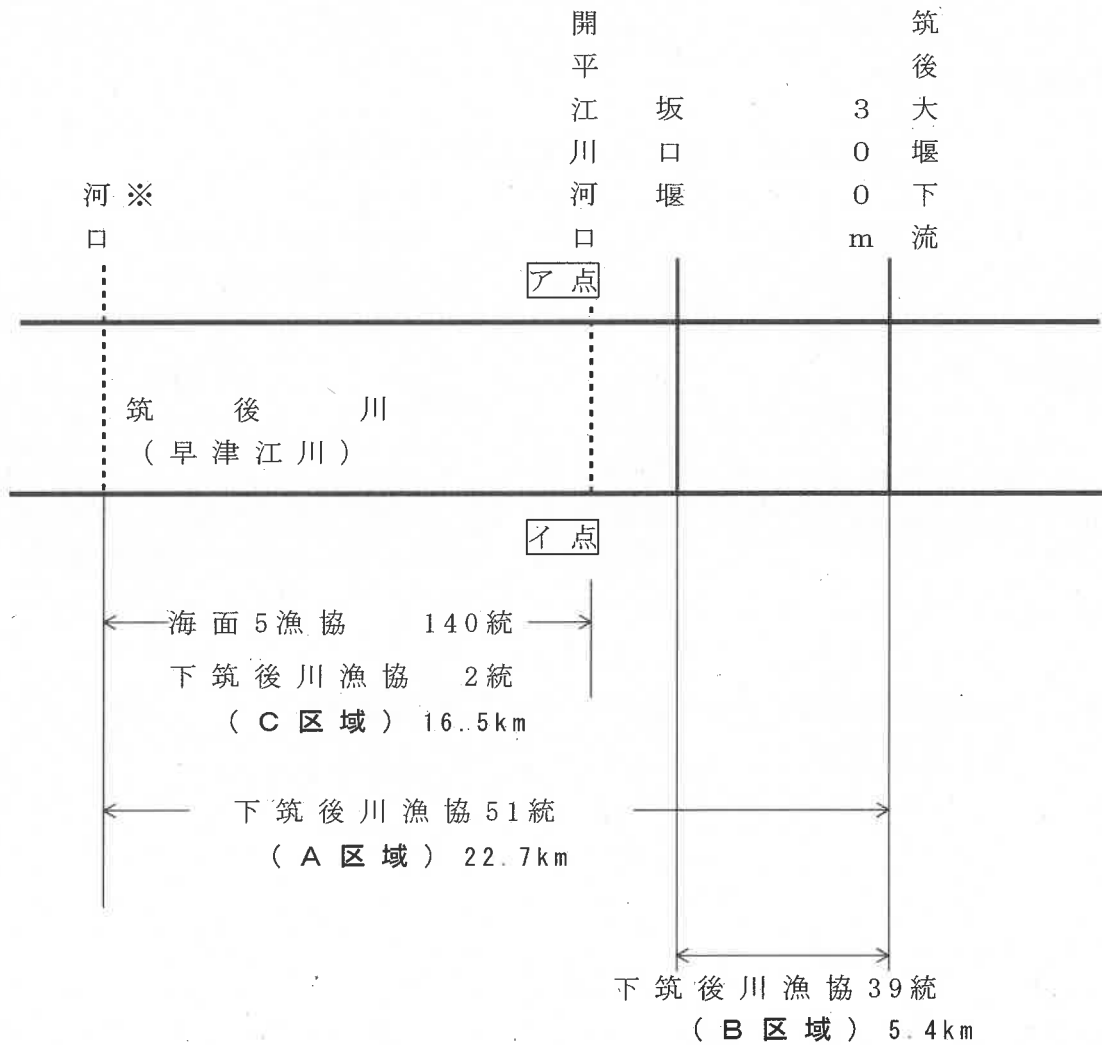 筑後大堰下流
300m
坂口堰
開平江川河口
※
河口
ア点
筑後川
(早津江川)
イ点
海面5漁協 140統
下筑後川漁協 2統
(C区域) 16.5km
下筑後川漁協51統
(A区域) 22.7km
下筑後川漁協39統
(B区域) 5.4km